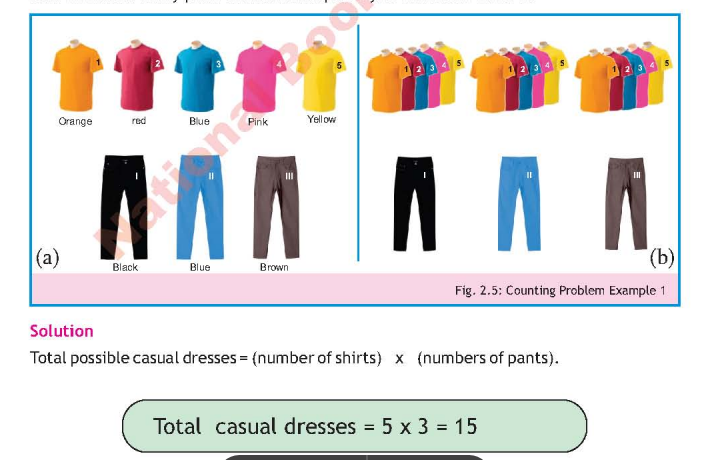 1 2 3 4 5
Orange red Blue Pink Yellow
I II III
Black Blue Brown
(a)
1 2 3 4 5 1 2 3 4 5 1 2 3 4 5
I II III
(b)
Fig. 2.5: Counting Problem Example 1
Solution
Total possible casual dresses = (number of shirts) x (numbers of pants).
Total casual dresses = 5 x 3 = 15
National Boo